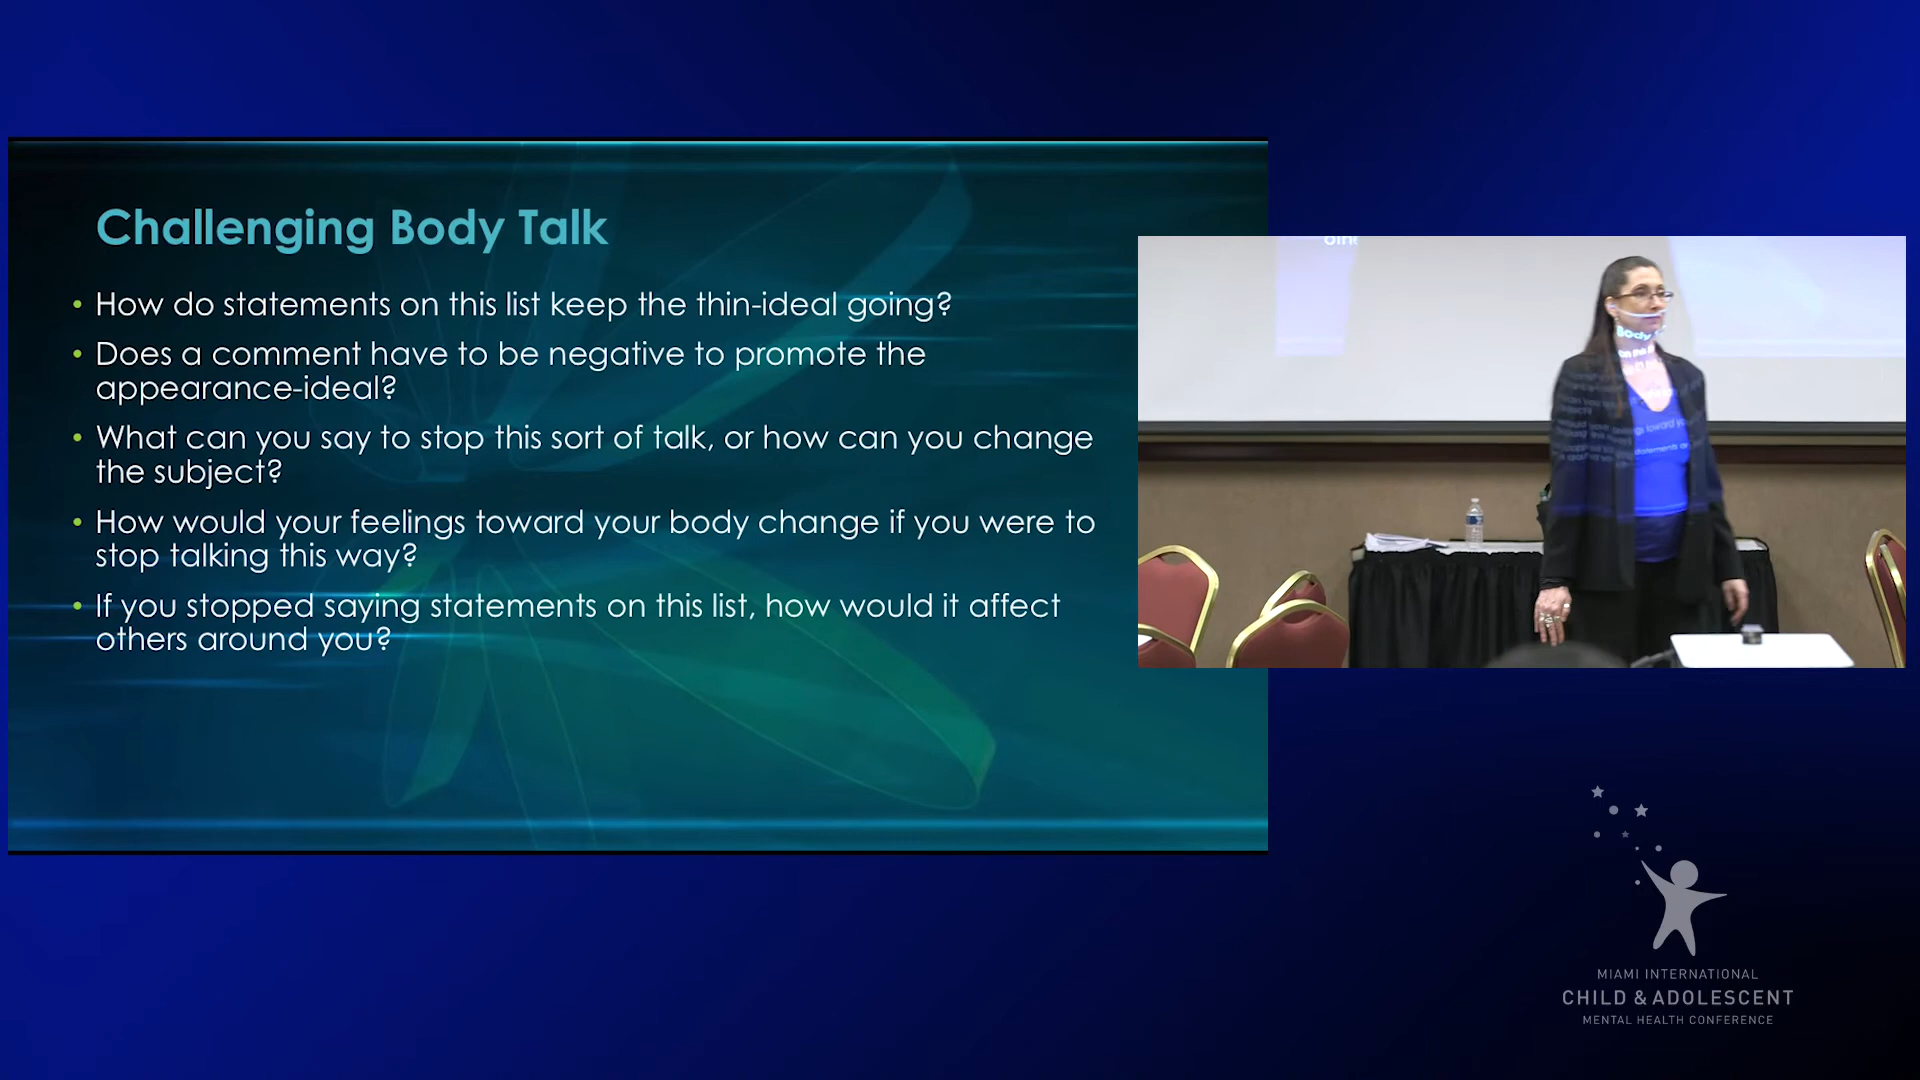 Challenging Body Talk
• How do statements on this list keep the thin-ideal going?
• Does a comment have to be negative to promote the
appearance-ideal?
• What can you say to stop this sort of talk, or how can you change
the subject?
• How would your feelings toward your body change if you were to
stop talking this way?
• If you stopped saying statements on this list, how would it affect
others around you?
Body
MIAMI INTERNATIONAL
CHILD & ADOLESCENT
MENTAL HEALTH CONFERENCE